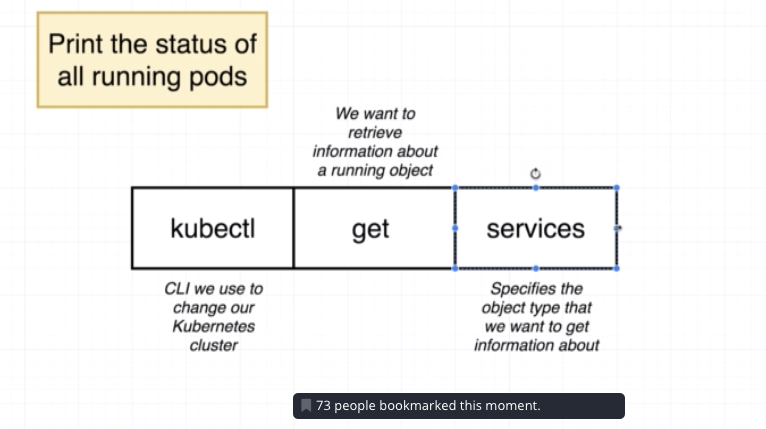 Print the status of
all running pods
We want to
retrieve
information about
a running object
kubectl
get
services
CLI we use to
change our
Kubernetes
cluster
Specifies the
object type that
we want to get
information about
73 people bookmarked this moment.